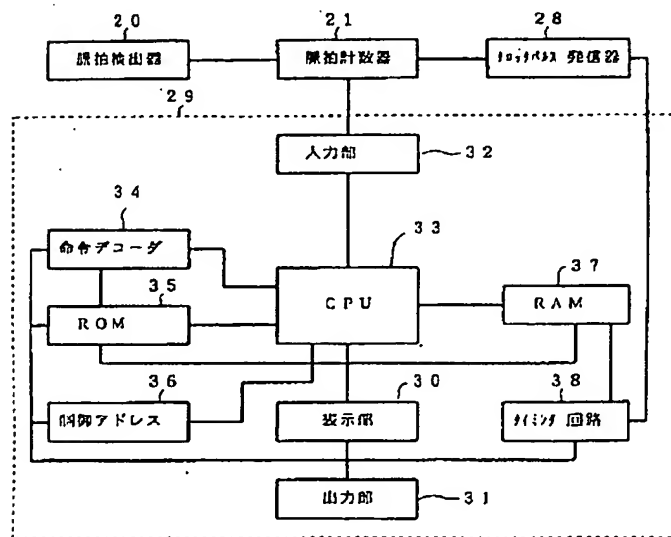 20
21
28
脈拍検出器
脈拍計数器
クロックパルス 発信器
29
入力部
32
34
33
命令デコーダ
37
35
CPU
RAM
ROM
36
30
38
制御アドレス
表示部
タイミング 回路
出力部
31